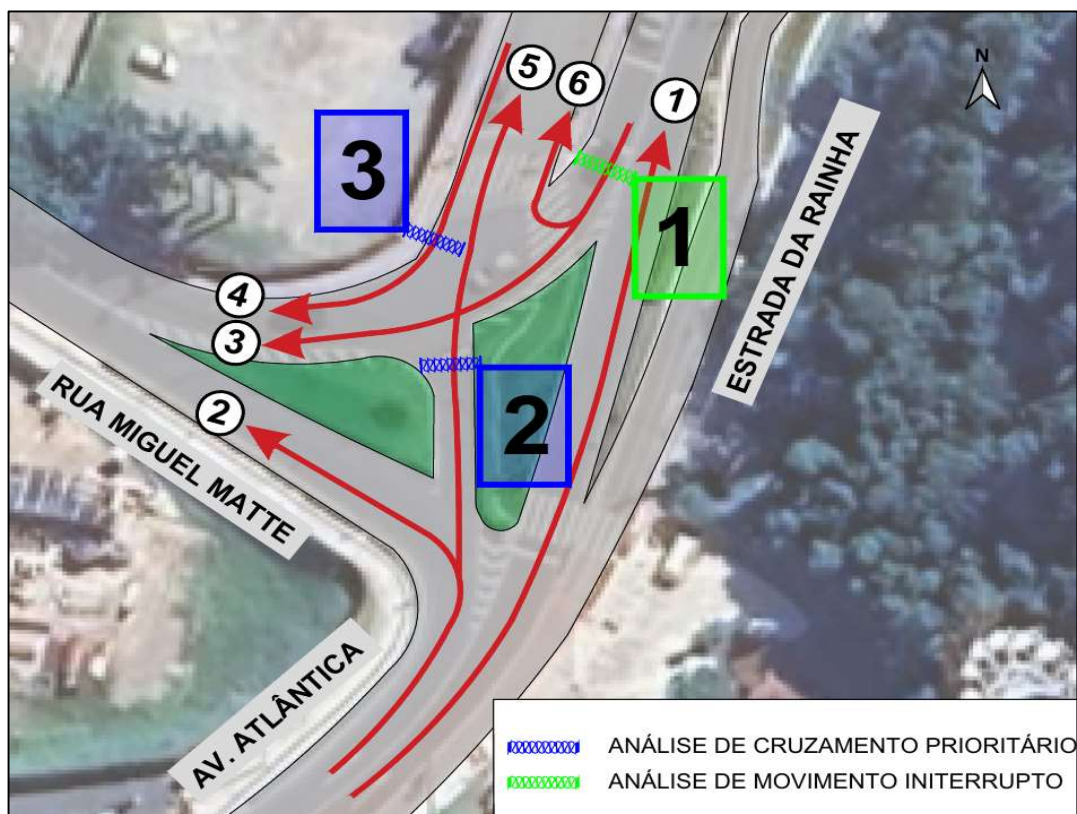 N
5
6
1
3
1
ESTRADA DA RAINHA
4
3
2
2
RUA MIGUEL MATTE
AV. ATLÂNTICA
ANÁLISE DE CRUZAMENTO PRIORITÁRIO
ANÁLISE DE MOVIMENTO INITERRUPTO